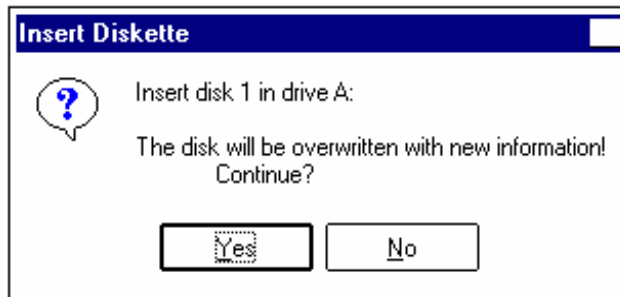 Insert Diskette
?
Insert disk 1 in drive A:
The disk will be overwritten with new information!
Continue?
Yes No